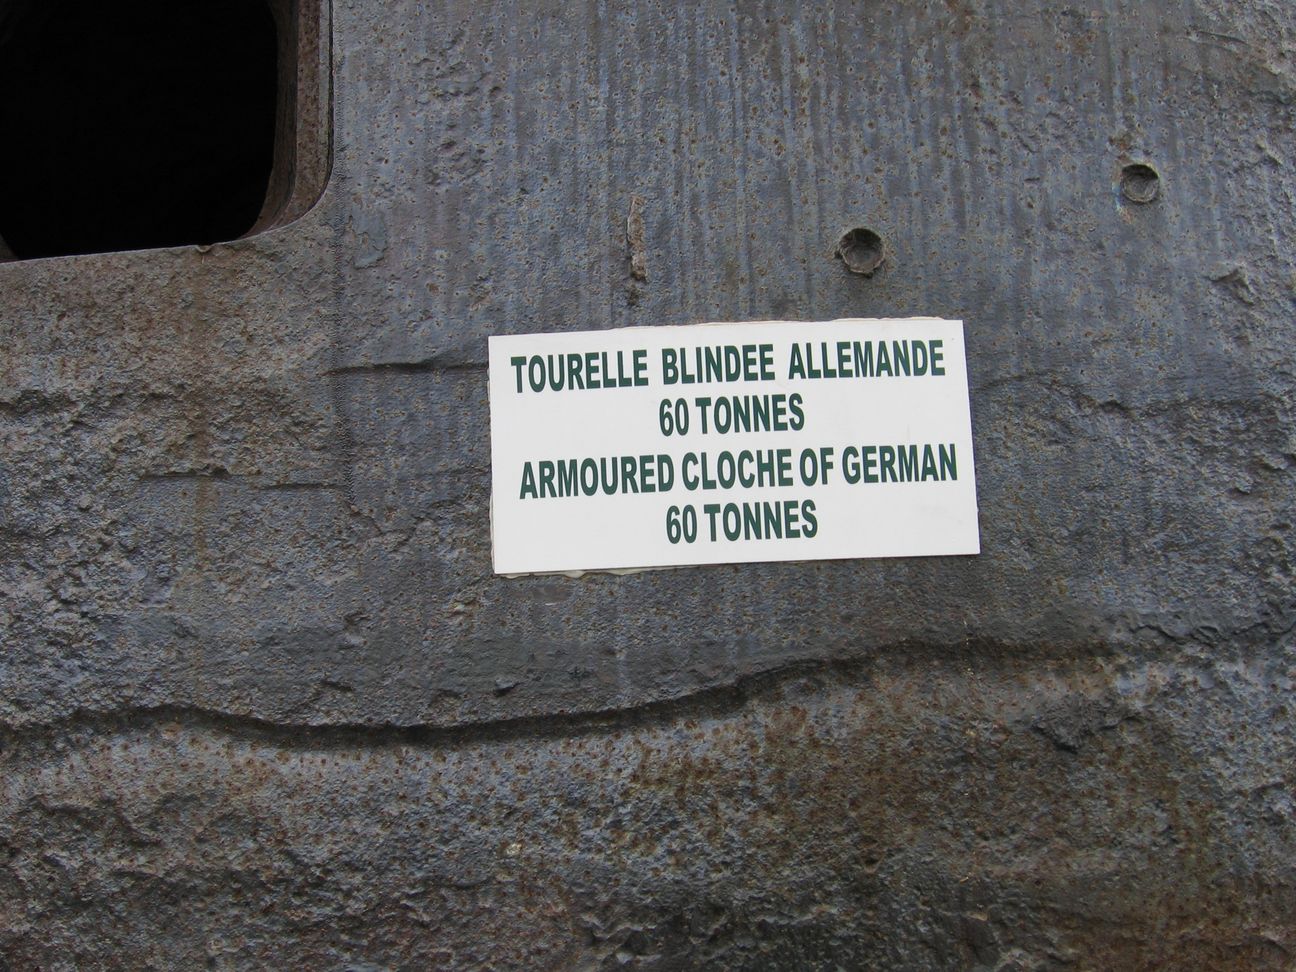 TOURELLE BLINDEE ALLEMANDE
60 TONNES
ARMOURED CLOCHE OF GERMAN
60 TONNES